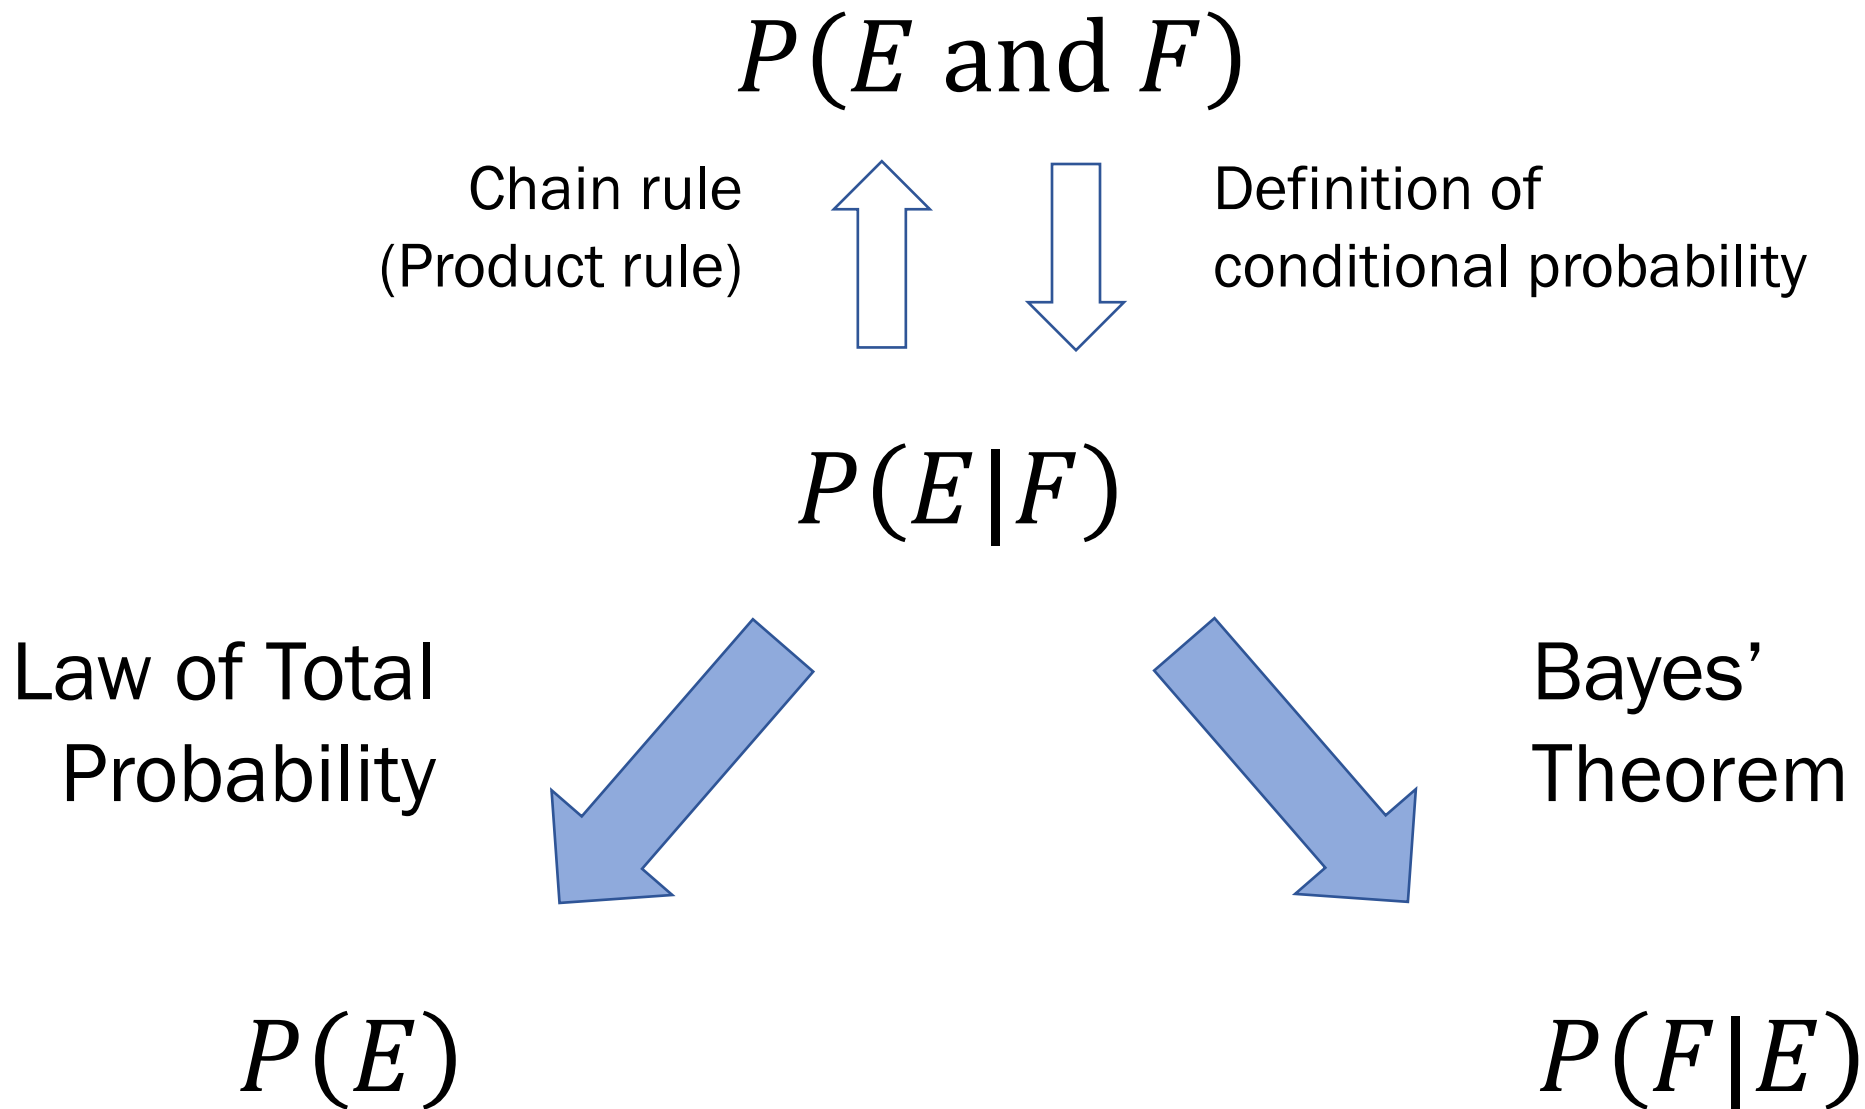 P(E and F)
Chain rule
(Product rule)
Definition of
conditional probability
P(E|F)
Law of Total
Probability
Bayes’
Theorem
P(E)
P(F|E)